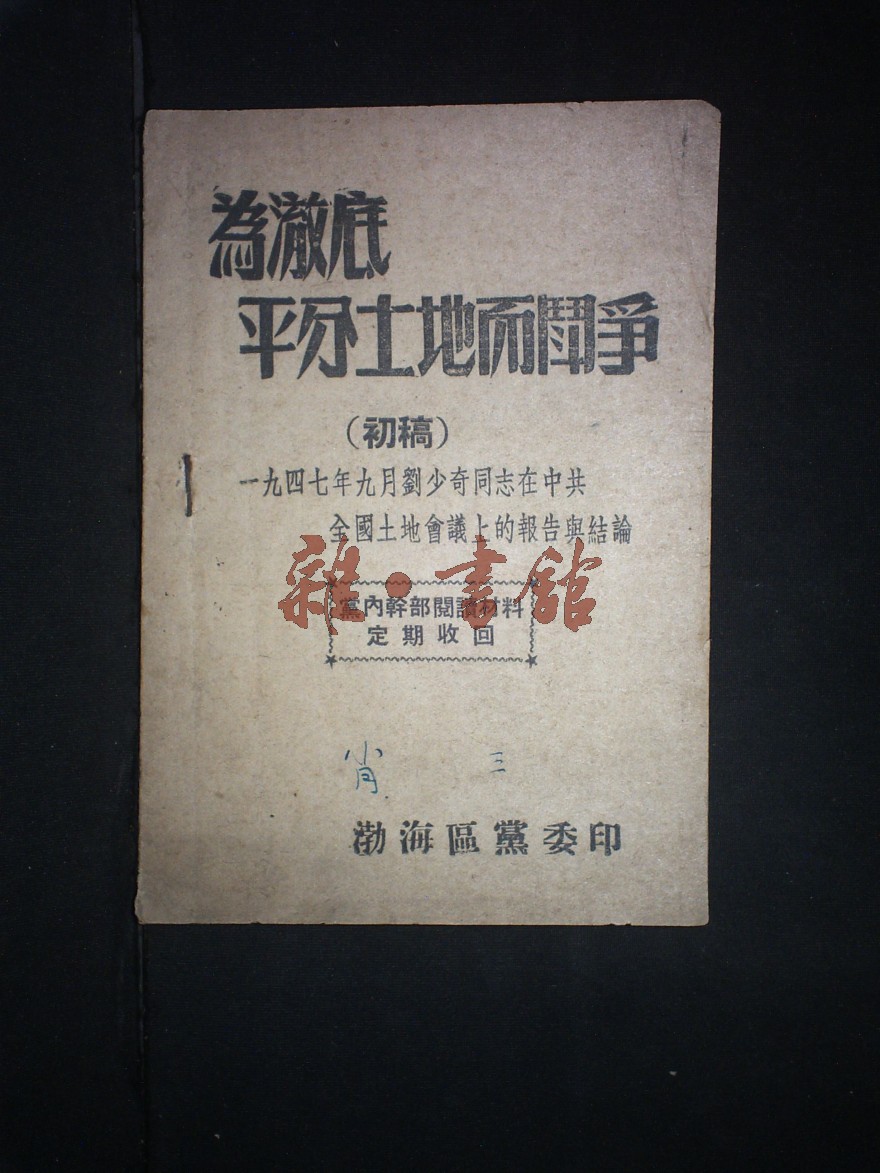 為澈底
平分土地而鬪爭
（初稿）
一九四七年九月劉少奇同志在中共
全國土地會議上的報告與結論
雜·書館
黨內幹部閱讀材料
定期收回
肖 三
渤海區黨委印